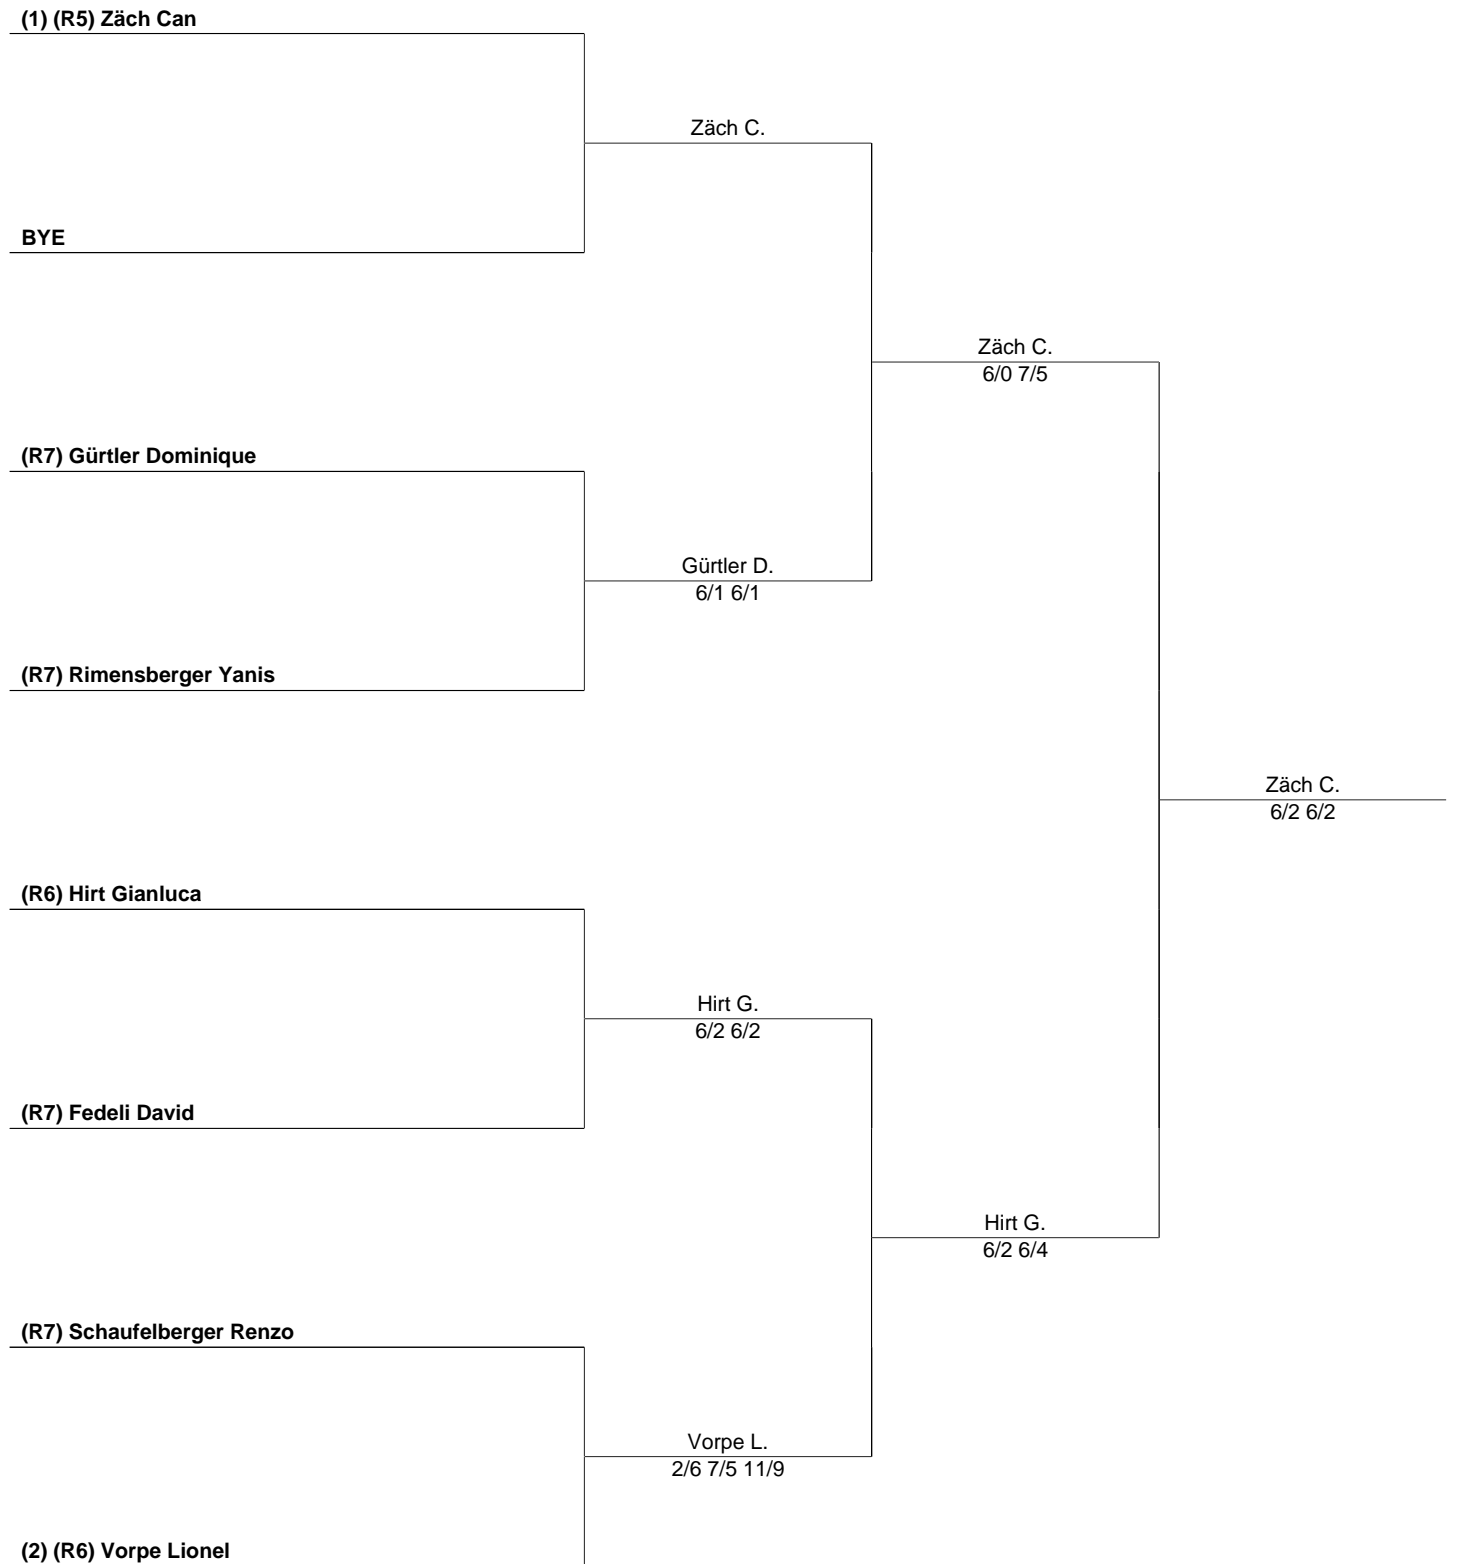 (1) (R5) Zäch Can
Zäch C.
BYE
Zäch C.
6/0 7/5
(R7) Gürtler Dominique
Gürtler D.
6/1 6/1
(R7) Rimensberger Yanis
Zäch C.
6/2 6/2
(R6) Hirt Gianluca
Hirt G.
6/2 6/2
(R7) Fedeli David
Hirt G.
6/2 6/4
(R7) Schaufelberger Renzo
Vorpe L.
2/6 7/5 11/9
(2) (R6) Vorpe Lionel